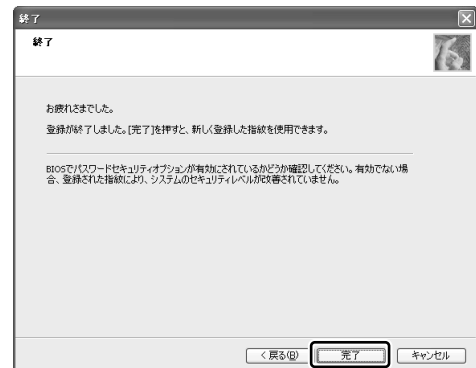 終了
終了
お疲れさまでした。
登録が終了しました。[完了]を押すと、新しく登録した指紋を使用できます。
BIOSでパスワードセキュリティオプションが有効にされているかどうか確認してください。有効でない場
合、登録された指紋により、システムのセキュリティレベルが改善されていません。
< 戻る(B) 完了 キャンセル